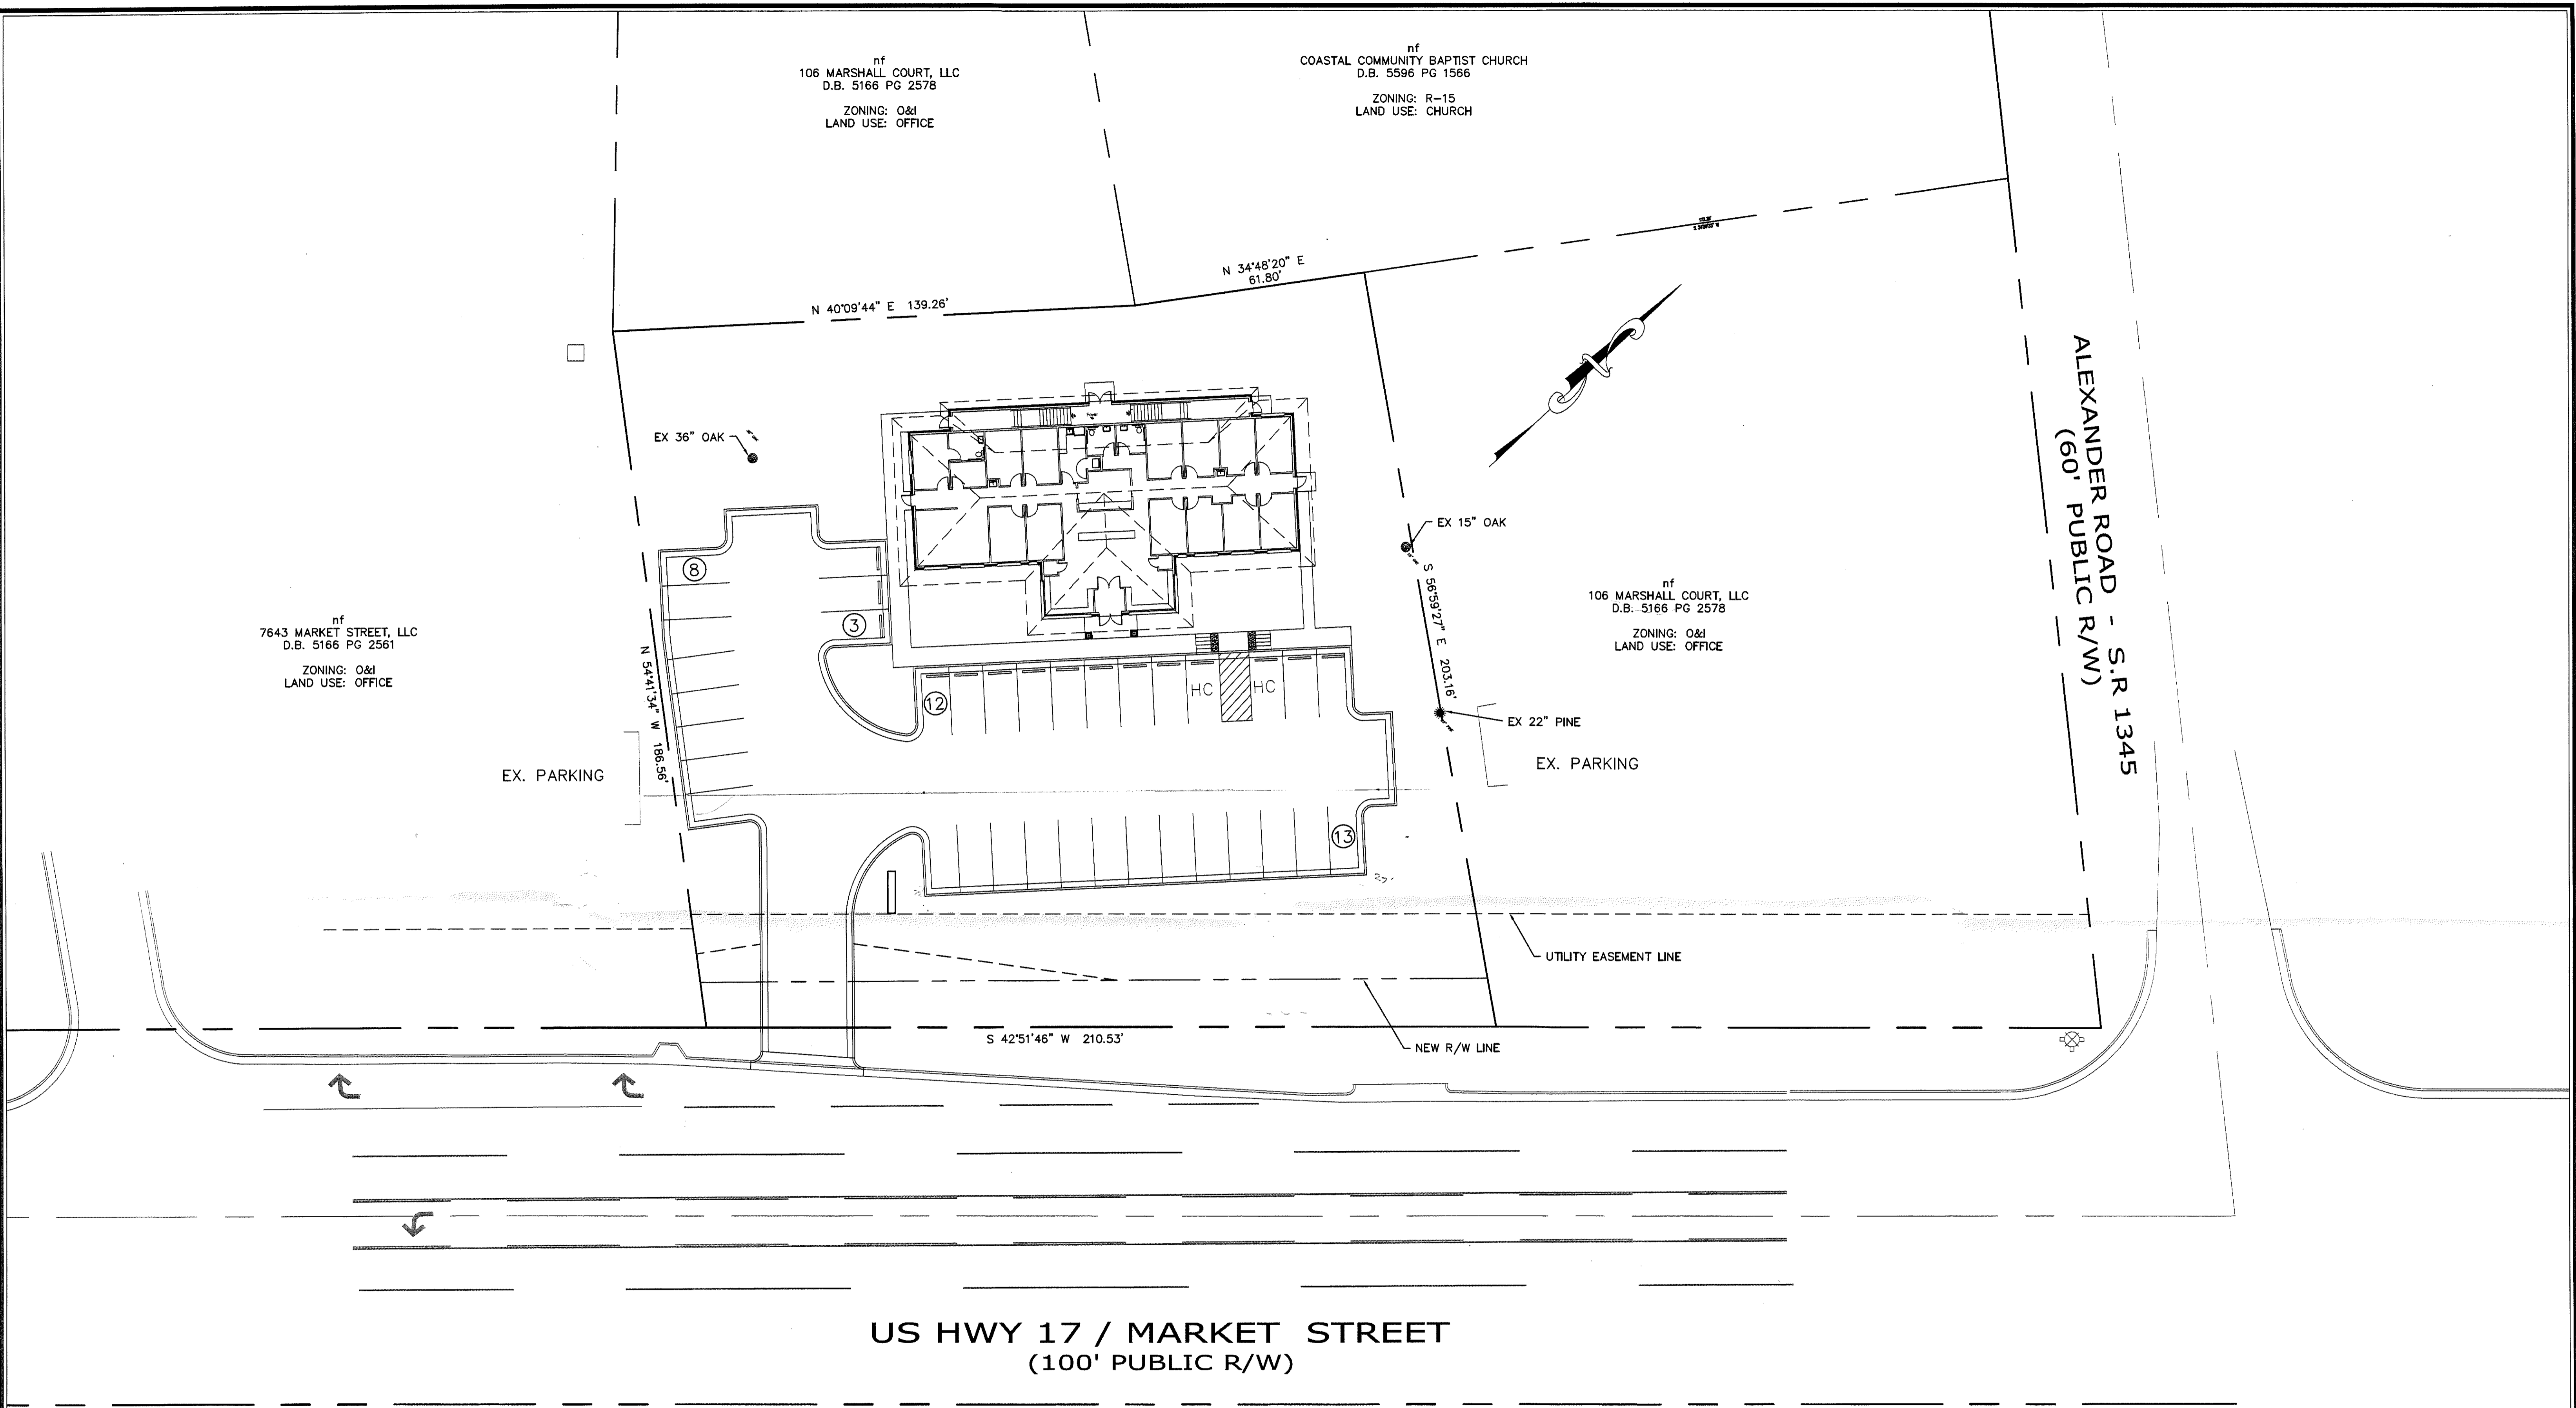 nf
106 MARSHALL COURT, LLC
D.B. 5166 PG 2578
ZONING: O&I
LAND USE: OFFICE
nf
COASTAL COMMUNITY BAPTIST CHURCH
D.B. 5596 PG 1566
ZONING: R-15
LAND USE: CHURCH
N 34°48'20" E
61.80'
N 40°09'44" E 139.26'
EX 36" OAK
EX 15" OAK
8
3
S 56°59'27" E 203.16'
nf
106 MARSHALL COURT, LLC
D.B. 5166 PG 2578
ZONING: O&I
LAND USE: OFFICE
nf
7643 MARKET STREET, LLC
D.B. 5166 PG 2561
ZONING: O&I
LAND USE: OFFICE
N 54°41'34" W 186.56'
12
HC
HC
EX 22" PINE
EX. PARKING
EX. PARKING
13
ALEXANDER ROAD - S.R 1345
(60' PUBLIC R/W)
UTILITY EASEMENT LINE
S 42°51'46" W 210.53'
NEW R/W LINE
US HWY 17 / MARKET STREET
(100' PUBLIC R/W)